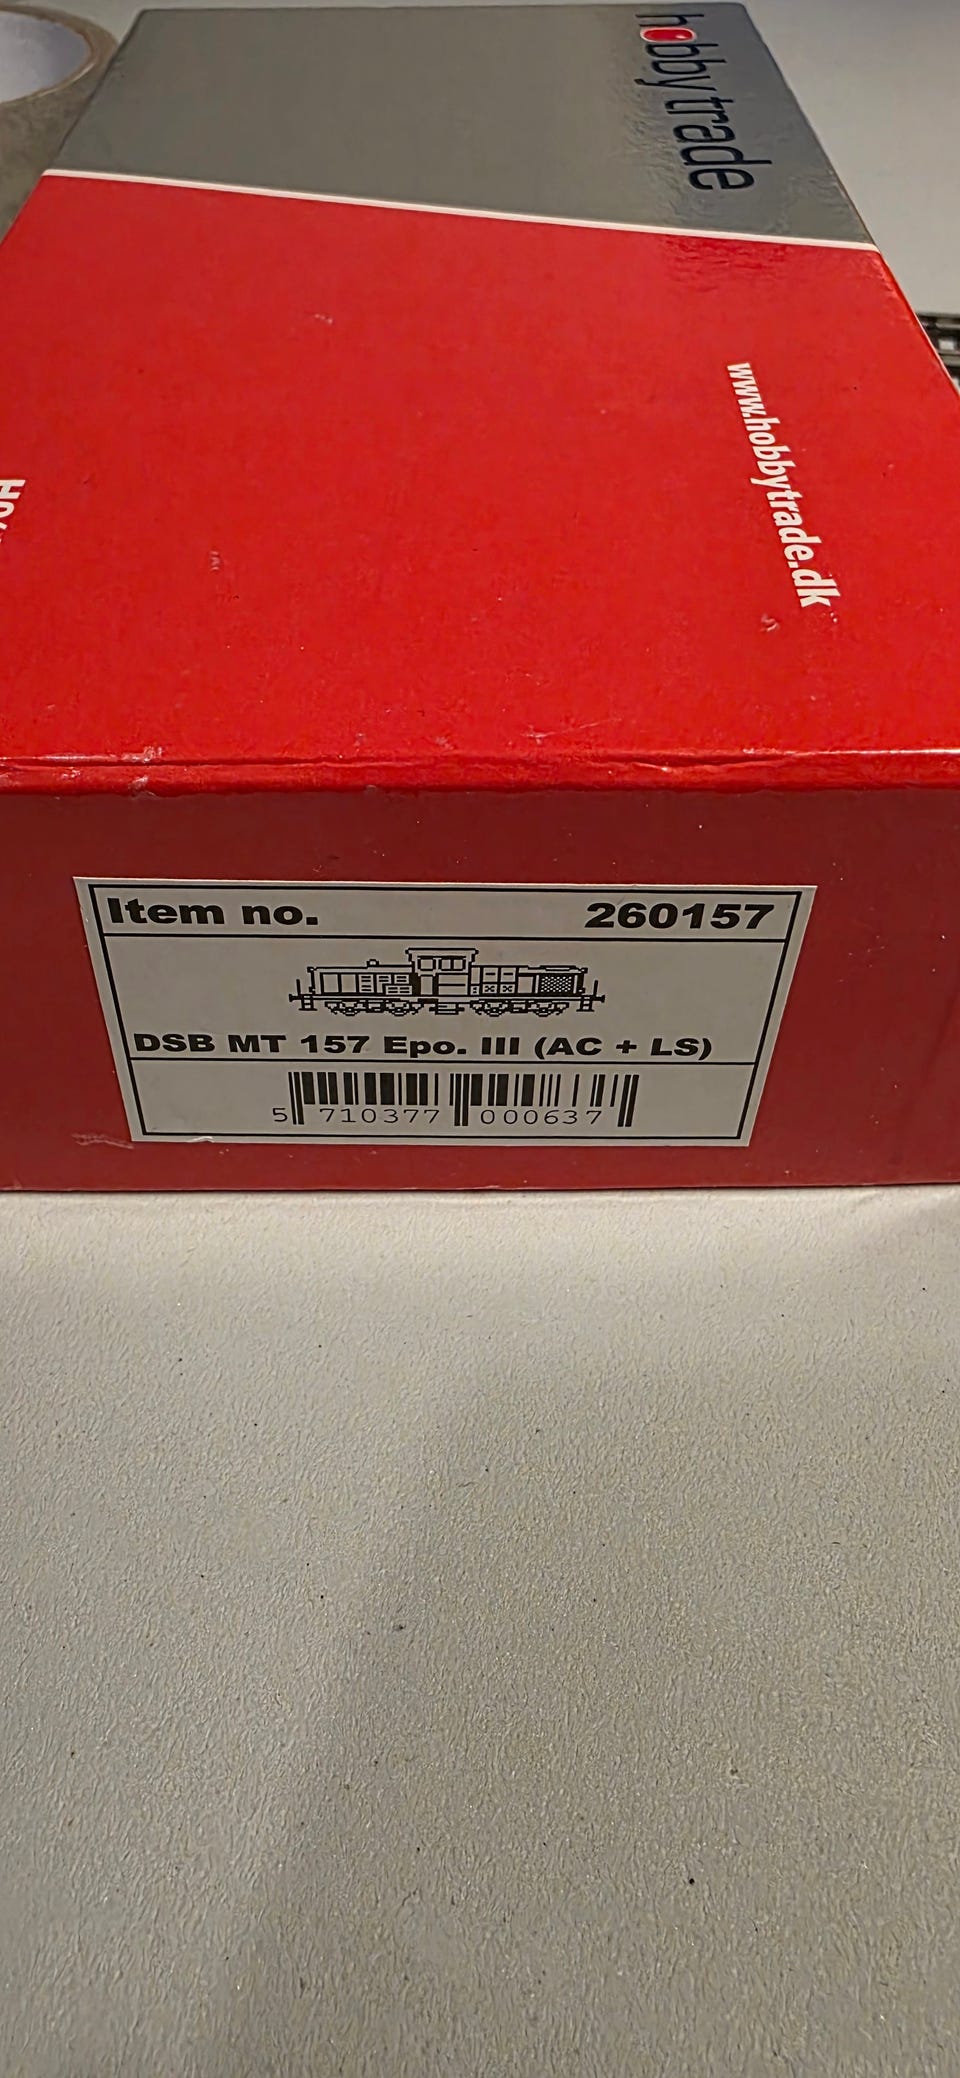 hobby trade
www.hobbytrade.dk
Item no. 260157
DSB MT 157 Epo. III (AC + LS)
5 710377 000637